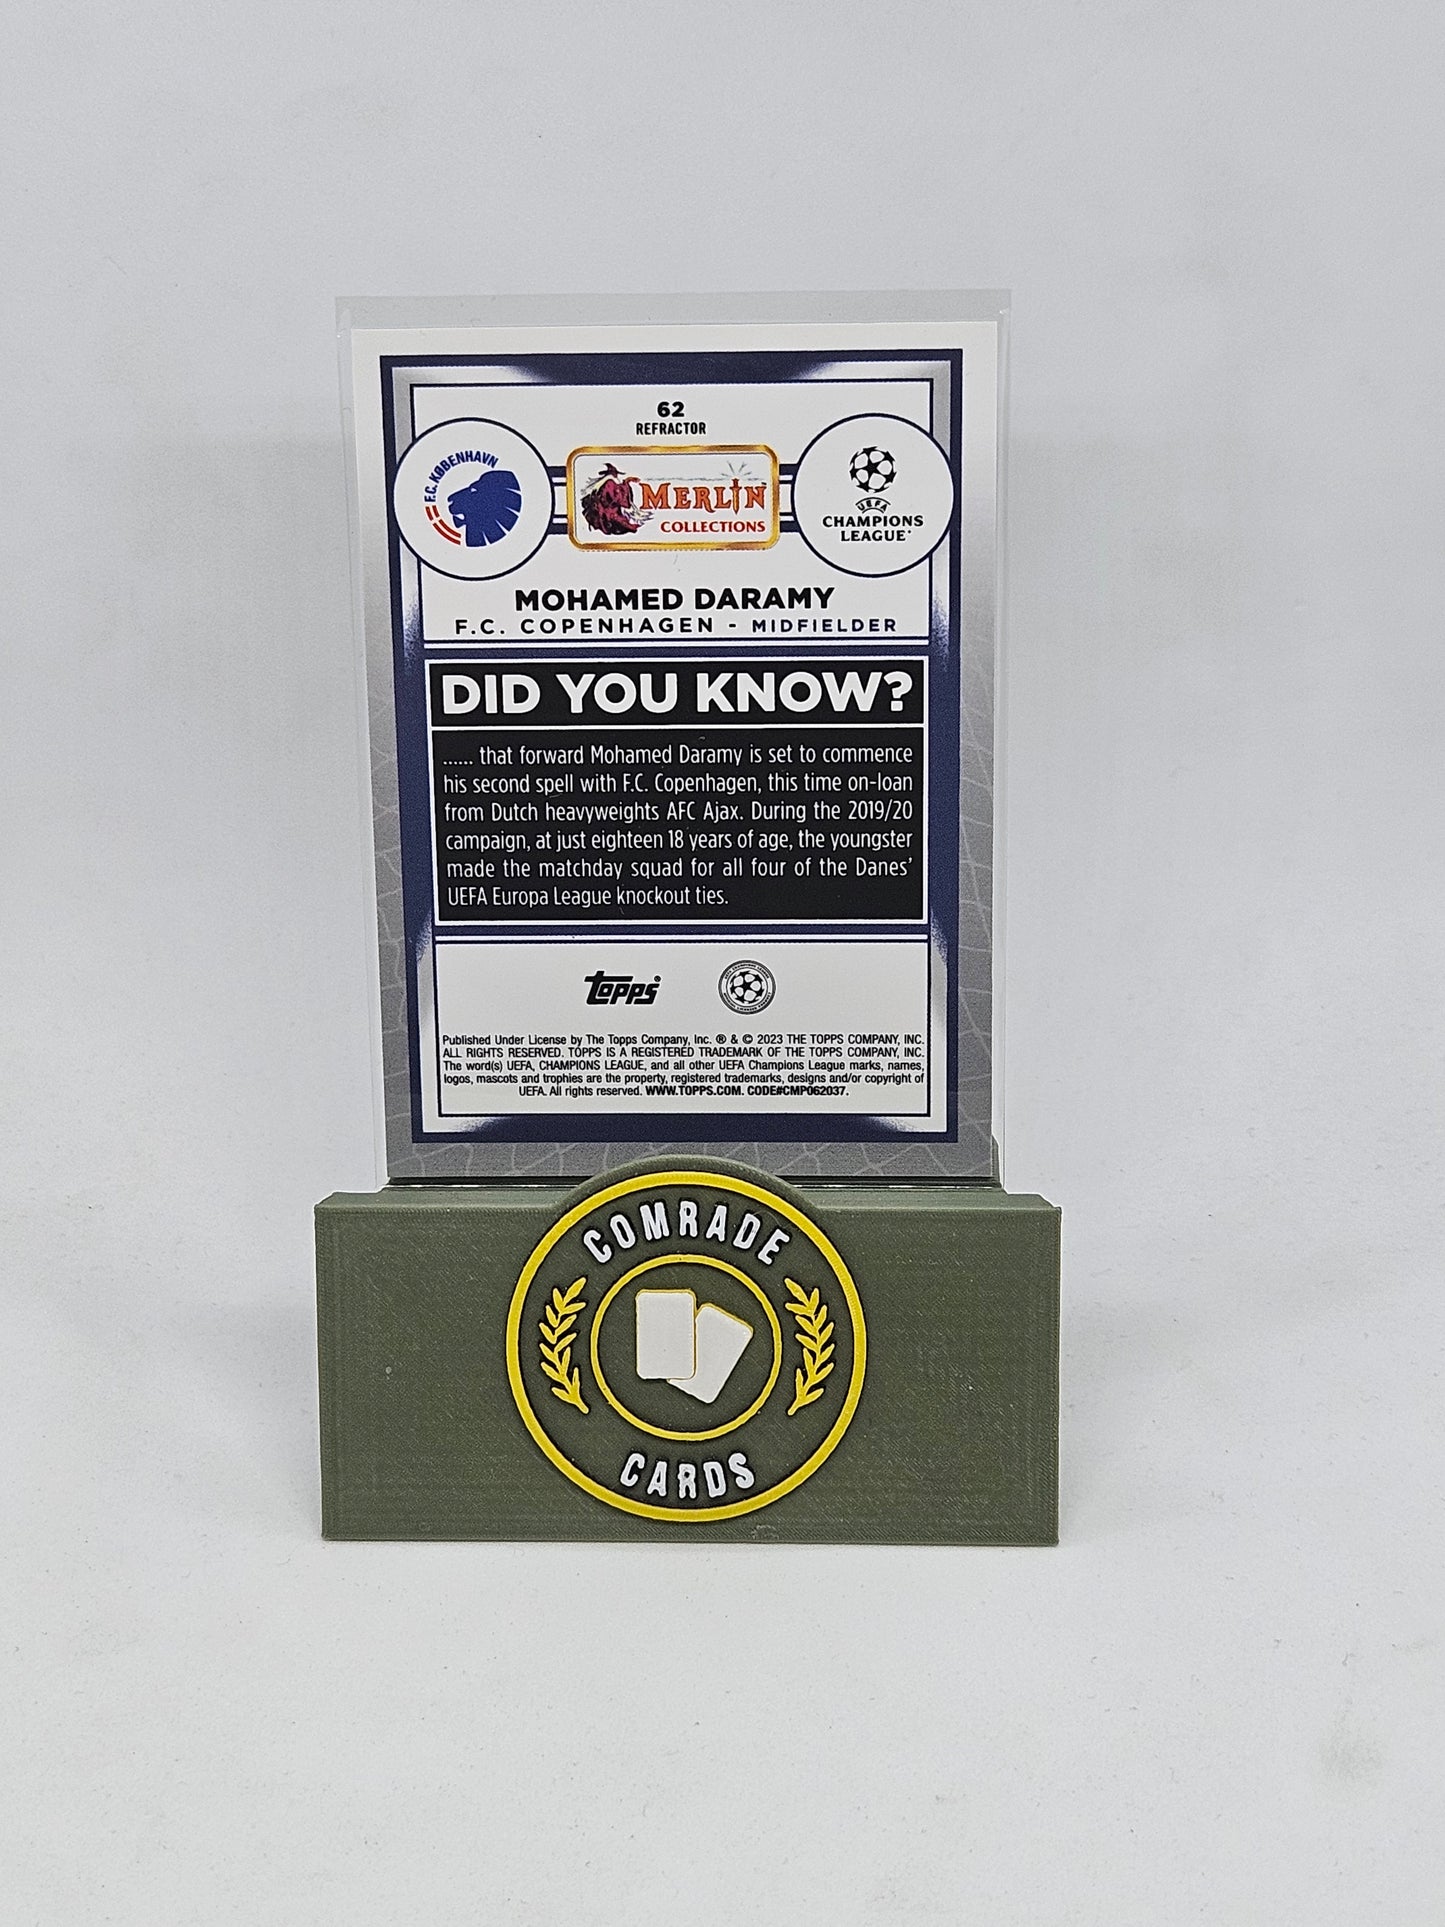 62
REFRACTOR
F.C. KØBENHAVN
MERLIN
COLLECTIONS
UEFA
CHAMPIONS
LEAGUE
MOHAMED DARAMY
F.C. COPENHAGEN - MIDFIELDER
DID YOU KNOW?
...... that forward Mohamed Daramy is set to commence
his second spell with F.C. Copenhagen, this time on-loan
from Dutch heavyweights AFC Ajax. During the 2019/20
campaign, at just eighteen 18 years of age, the youngster
made the matchday squad for all four of the Danes'
UEFA Europa League knockout ties.
Topps®
Published Under License by The Topps Company, Inc. ® & © 2023 THE TOPPS COMPANY, INC.
ALL RIGHTS RESERVED. TOPPS IS A REGISTERED TRADEMARK OF THE TOPPS COMPANY, INC.
The word(s) UEFA, CHAMPIONS LEAGUE, and all other UEFA Champions League marks, names,
logos, mascots and trophies are the property, registered trademarks, designs and/or copyright of
UEFA. All rights reserved. WWW.TOPPS.COM. CODE#CMP062037.
COMRADE
CARDS